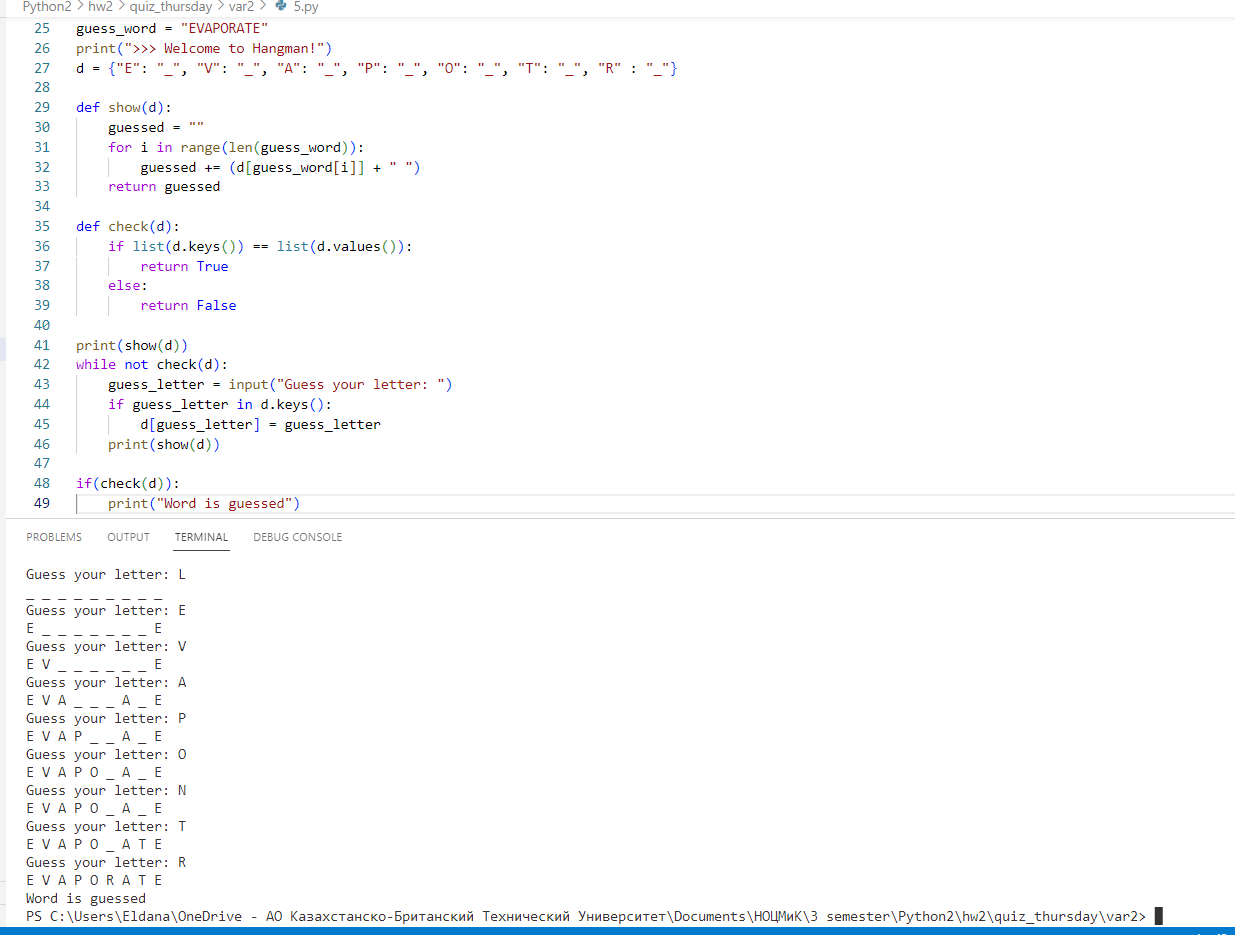 Python2 > hw2 > quiz_thursday > var2 > 5.py
25 guess_word = "EVAPORATE"
26 print(">>> Welcome to Hangman!")
27 d = {"E": "_", "V": "_", "A": "_", "P": "_", "O": "_", "T": "_", "R" : "_"}
28
29 def show(d):
30     guessed = ""
31     for i in range(len(guess_word)):
32         guessed += (d[guess_word[i]] + " ")
33     return guessed
34
35 def check(d):
36     if list(d.keys()) == list(d.values()):
37         return True
38     else:
39         return False
40
41 print(show(d))
42 while not check(d):
43     guess_letter = input("Guess your letter: ")
44     if guess_letter in d.keys():
45         d[guess_letter] = guess_letter
46     print(show(d))
47
48 if(check(d)):
49     print("Word is guessed")
PROBLEMS OUTPUT TERMINAL DEBUG CONSOLE
Guess your letter: L
_ _ _ _ _ _ _ _ _
Guess your letter: E
E _ _ _ _ _ _ _ E
Guess your letter: V
E V _ _ _ _ _ _ E
Guess your letter: A
E V A _ _ _ A _ E
Guess your letter: P
E V A P _ _ A _ E
Guess your letter: O
E V A P O _ A _ E
Guess your letter: N
E V A P O _ A _ E
Guess your letter: T
E V A P O _ A T E
Guess your letter: R
E V A P O R A T E
Word is guessed
PS C:\Users\Eldana\OneDrive - АО Казахстанско-Британский Технический Университет\Documents\НОЦМиК\3 semester\Python2\hw2\quiz_thursday\var2>